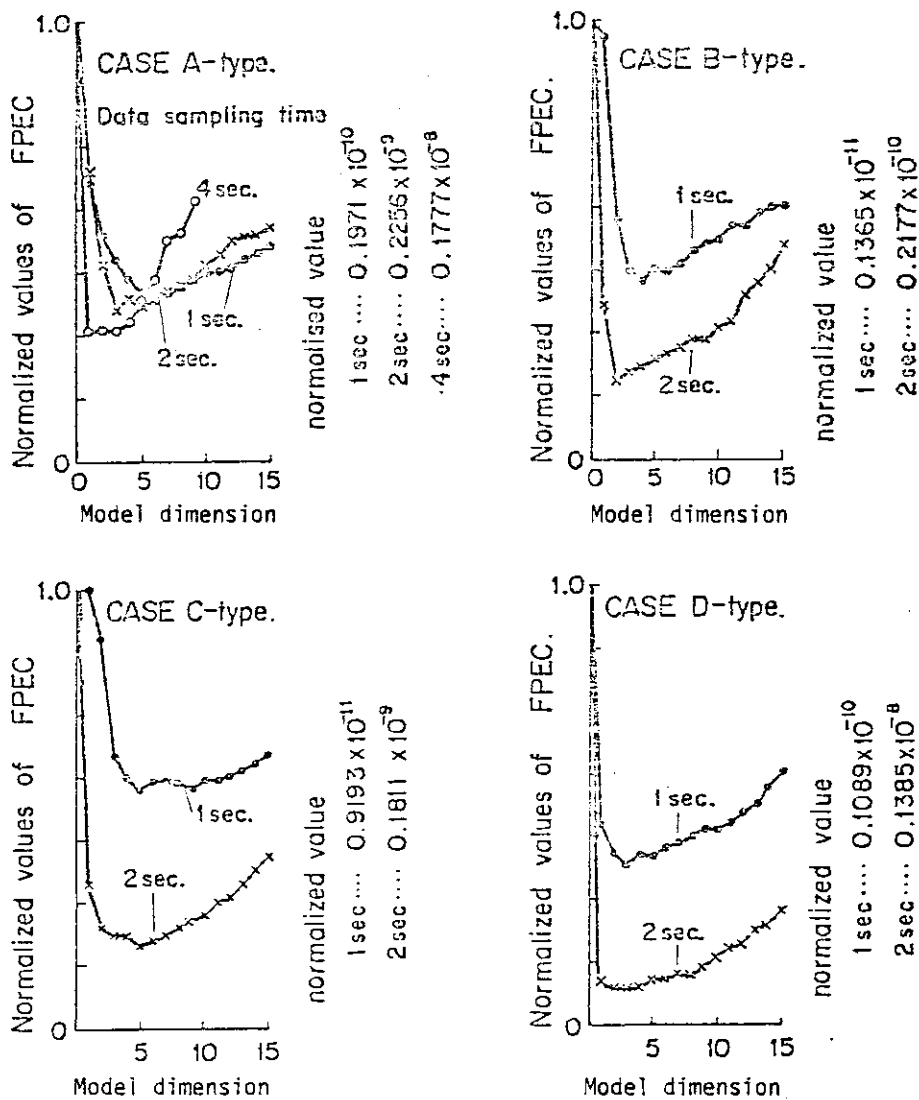 1.0
CASE A-type.
Data sampling time
4 sec.
1 sec.
2 sec.
Normalized values of FPEC
0
0 5 10 15
Model dimension
normalised value
1 sec ···· 0.1971 x 10^-10
2 sec ···· 0.2256 x 10^-9
4 sec ···· 0.1777 x 10^-8
1.0
CASE B-type.
1 sec.
2 sec.
Normalized values of FPEC.
0
0 5 10 15
Model dimension
normalized value
1 sec ···· 0.1365 x 10^-11
2 sec ···· 0.2177 x 10^-10
1.0
CASE C-type.
1 sec.
2 sec.
Normalized values of FPEC
0
5 10 15
Model dimension
normalized value
1 sec ···· 0.9193 x 10^-11
2 sec ···· 0.1811 x 10^-9
1.0
CASE D-type.
1 sec.
2 sec.
Normalized values of FPEC.
0
5 10 15
Model dimension
normalized value
1 sec ···· 0.1089 x 10^-10
2 sec ···· 0.1385 x 10^-8